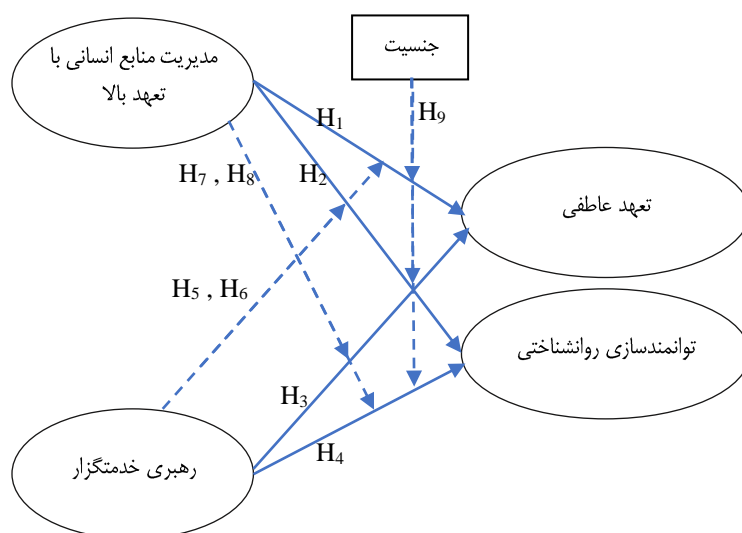 مدیریت منابع انسانی با
تعهد بالا
جنسیت
H₁
H₉
H₇ , H₈
H₂
تعهد عاطفی
H₅ , H₆
توانمندسازی روانشناختی
H₃
H₄
رهبری خدمتگزار